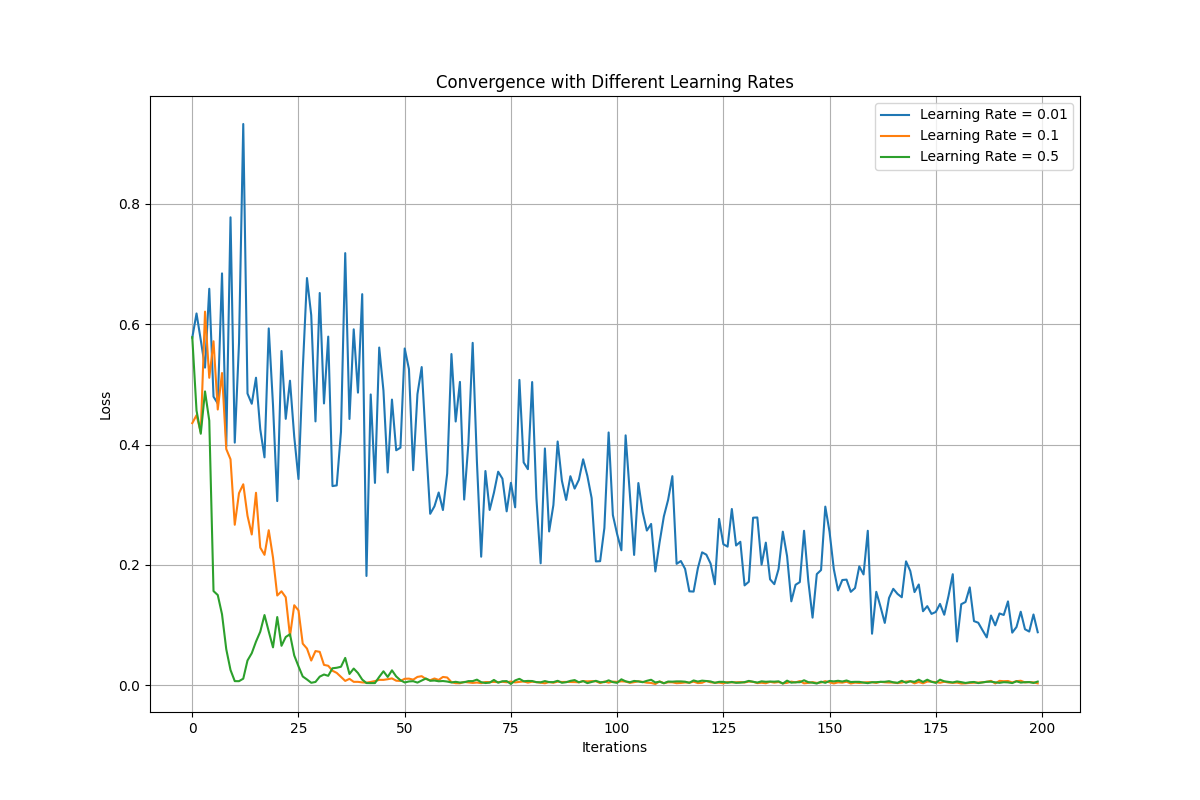 Convergence with Different Learning Rates
Learning Rate = 0.01
Learning Rate = 0.1
Learning Rate = 0.5
Loss
0.8
0.6
0.4
0.2
0.0
0 25 50 75 100 125 150 175 200
Iterations